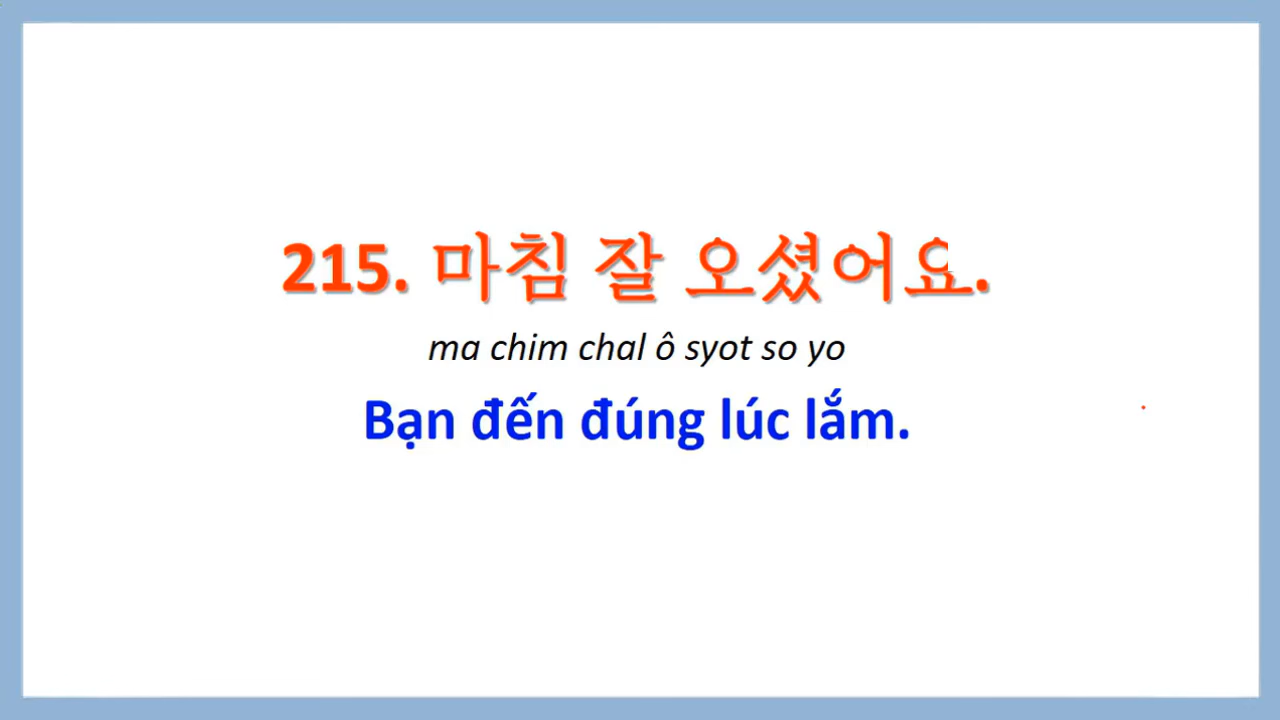 215. 마침 잘 오셨어요.
ma chim chal ô syot so yo
Bạn đến đúng lúc lắm.